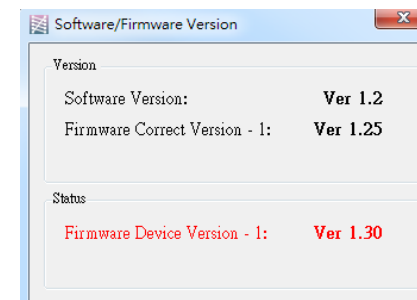 Software/Firmware Version
Version
Software Version: Ver 1.2
Firmware Correct Version - 1: Ver 1.25
Status
Firmware Device Version - 1: Ver 1.30